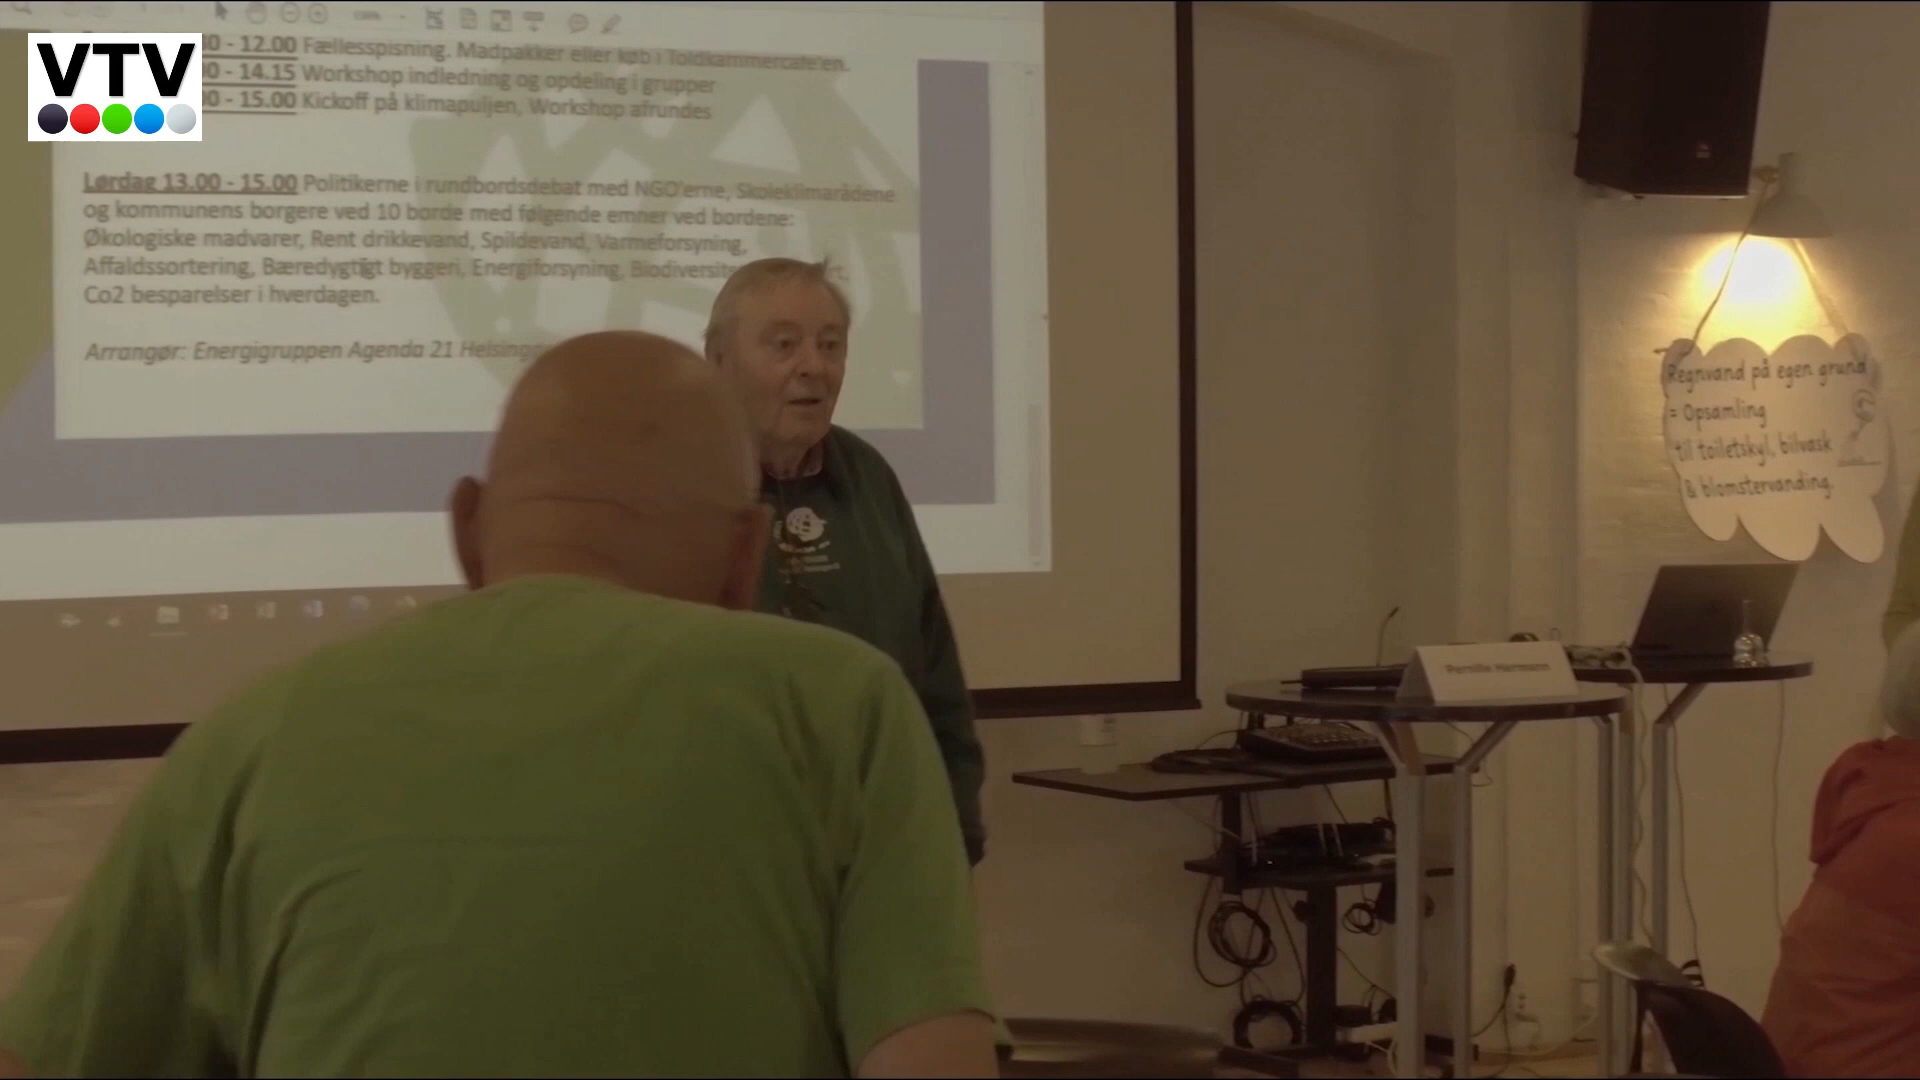 VTV
0 - 12.00 Fællesspisning. Madpakker eller køb i Toldkammercafe'en.
0 - 14.15 Workshop indledning og opdeling i grupper
0 - 15.00 Kickoff på klimapuljen, Workshop afrundes
Lørdag 13.00 - 15.00 Politikerne i rundbordsdebat med NGO'erne, Skoleklimarådene
og kommunens borgere ved 10 borde med følgende emner ved bordene:
Økologiske madvarer, Rent drikkevand, Spildevand, Varmeforsyning,
Affaldssortering, Bæredygtigt byggeri, Energiforsyning,
Co2 besparelser i hverdagen.
Arrangør: Energigruppen Agenda 21
Regnvand på egen grund
= Opsamling
til toiletskyl, bilvask
& blomstervanding.
Pernille Hermann